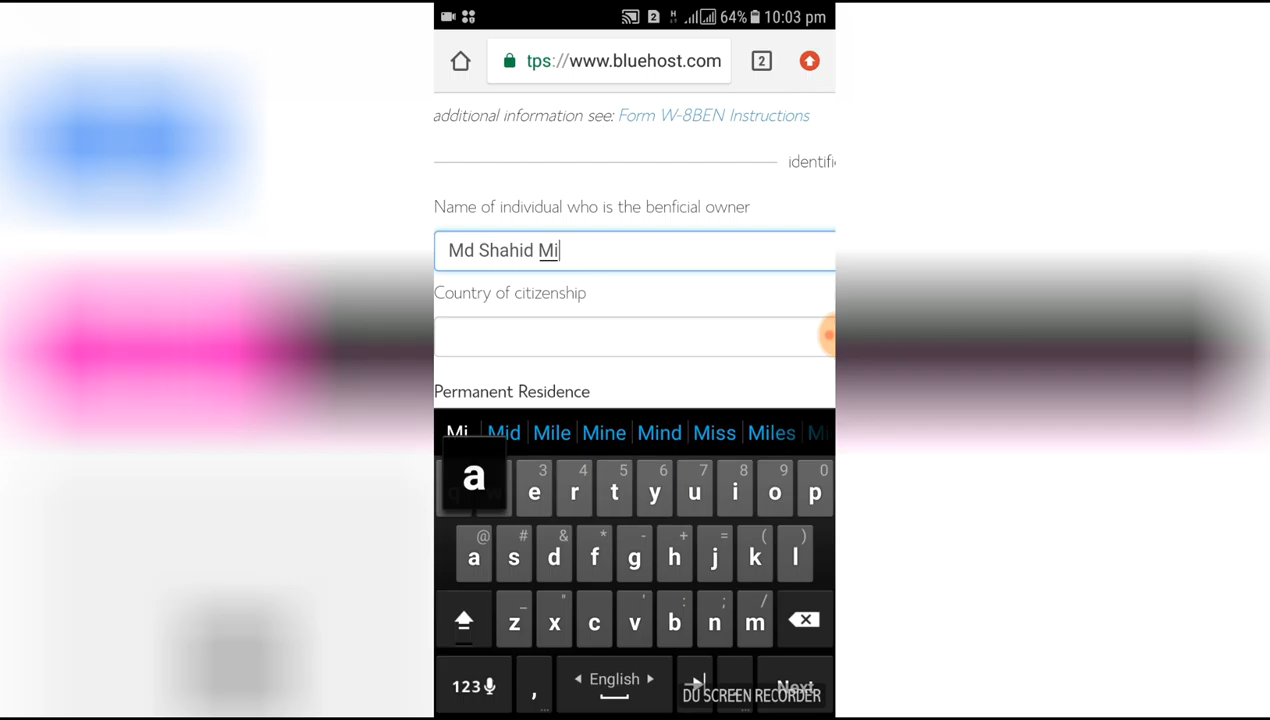 2 H 64% 10:03 pm
tps://www.bluehost.com 2
additional information see: Form W-8BEN Instructions
Name of individual who is the benficial owner
Md Shahid Mi
Country of citizenship
Permanent Residence
Mi Mid Mile Mine Mind Miss Miles Mi
a
3 4 5 6 7 8 9 0
q w e r t y u i o p
@ # & * - + = ( )
a s d f g h j k l
_ " ' : ; /
z x c v b n m
123 , English Next
DU SCREEN RECORDER